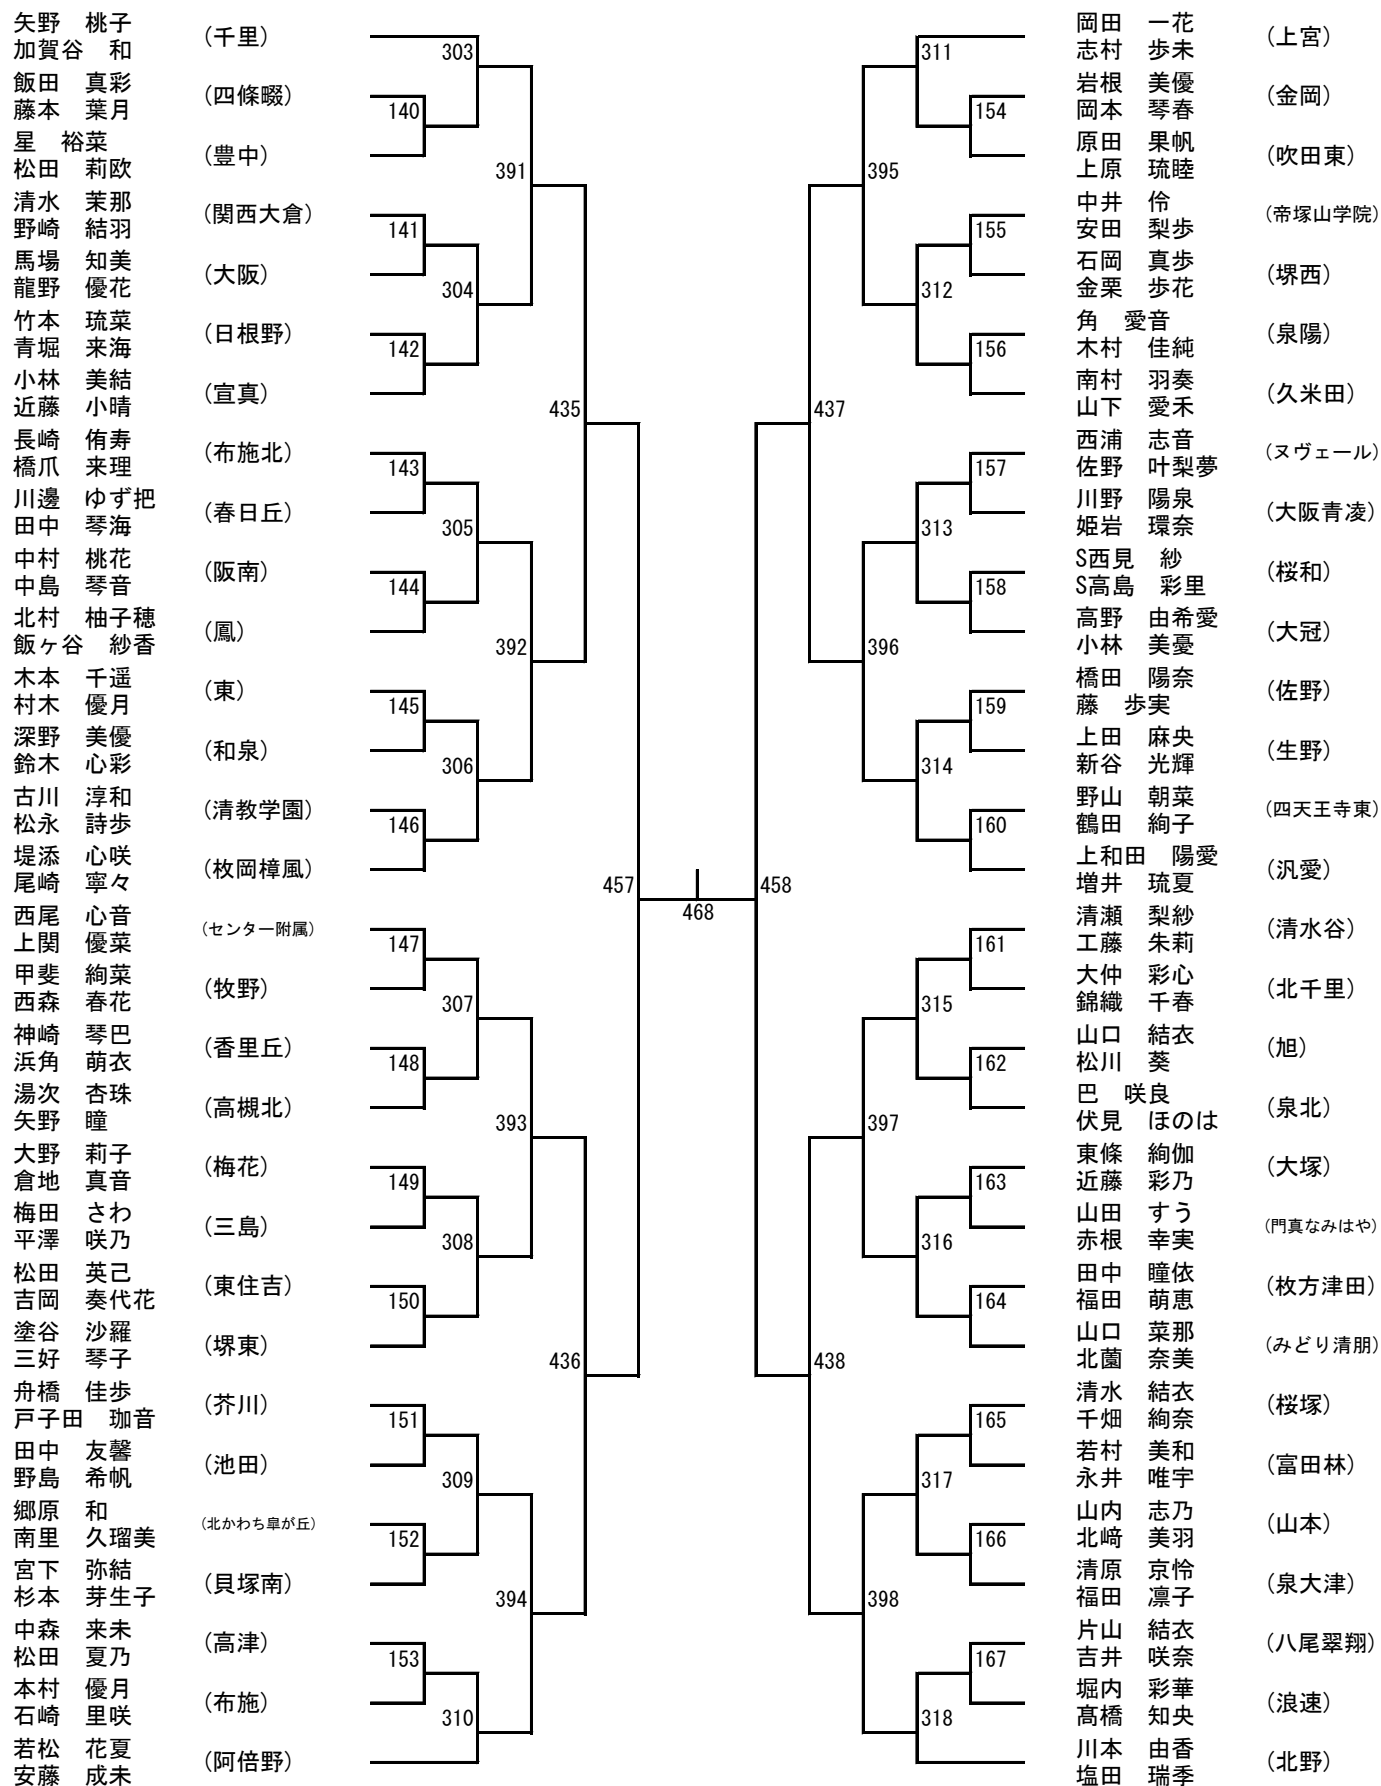 矢野　桃子
加賀谷　和
(千里)
飯田　真彩
藤本　葉月
(四條畷)
星　裕菜
松田　莉欧
(豊中)
清水　茉那
野崎　結羽
(関西大倉)
馬場　知美
龍野　優花
(大阪)
竹本　琉菜
青堀　来海
(日根野)
小林　美結
近藤　小晴
(宣真)
長崎　侑寿
橋爪　来理
(布施北)
川邊　ゆず把
田中　琴海
(春日丘)
中村　桃花
中島　琴音
(阪南)
北村　柚子穂
飯ヶ谷　紗香
(鳳)
木本　千遥
村木　優月
(東)
深野　美優
鈴木　心彩
(和泉)
古川　淳和
松永　詩歩
(清教学園)
堤添　心咲
尾崎　寧々
(枚岡樟風)
西尾　心音
上関　優菜
(センター附属)
甲斐　絢菜
西森　春花
(牧野)
神崎　琴巴
浜角　萌衣
(香里丘)
湯次　杏珠
矢野　瞳
(高槻北)
大野　莉子
倉地　真音
(梅花)
梅田　さわ
平澤　咲乃
(三島)
松田　英己
吉岡　奏代花
(東住吉)
塗谷　沙羅
三好　琴子
(堺東)
舟橋　佳歩
戸子田　珈音
(芥川)
田中　友馨
野島　希帆
(池田)
郷原　和
南里　久瑠美
(北かわち皐が丘)
宮下　弥結
杉本　芽生子
(貝塚南)
中森　来未
松田　夏乃
(高津)
本村　優月
石崎　里咲
(布施)
若松　花夏
安藤　成未
(阿倍野)
303
140
391
141
304
142
435
143
305
144
392
145
306
146
457
147
307
148
393
149
308
150
436
151
309
152
394
153
310
468
458
311
154
395
155
312
156
437
157
313
158
396
159
314
160
161
315
162
397
163
316
164
438
165
317
166
398
167
318
岡田　一花
志村　歩未
(上宮)
岩根　美優
岡本　琴春
(金岡)
原田　果帆
上原　琉睦
(吹田東)
中井　伶
安田　梨歩
(帝塚山学院)
石岡　真歩
金栗　歩花
(堺西)
角　愛音
木村　佳純
(泉陽)
南村　羽奏
山下　愛禾
(久米田)
西浦　志音
佐野　叶梨夢
(ヌヴェール)
川野　陽泉
姫岩　環奈
(大阪青凌)
S西見　紗
S高島　彩里
(桜和)
高野　由希愛
小林　美憂
(大冠)
橋田　陽奈
藤　歩実
(佐野)
上田　麻央
新谷　光輝
(生野)
野山　朝菜
鶴田　絢子
(四天王寺東)
上和田　陽愛
増井　琉夏
(汎愛)
清瀬　梨紗
工藤　朱莉
(清水谷)
大仲　彩心
錦織　千春
(北千里)
山口　結衣
松川　葵
(旭)
巴　咲良
伏見　ほのは
(泉北)
東條　絢伽
近藤　彩乃
(大塚)
山田　すう
赤根　幸実
(門真なみはや)
田中　瞳依
福田　萌恵
(枚方津田)
山口　菜那
北薗　奈美
(みどり清朋)
清水　結衣
千畑　絢奈
(桜塚)
若村　美和
永井　唯宇
(富田林)
山内　志乃
北﨑　美羽
(山本)
清原　京怜
福田　凛子
(泉大津)
片山　結衣
吉井　咲奈
(八尾翠翔)
堀内　彩華
髙橋　知央
(浪速)
川本　由香
塩田　瑞季
(北野)